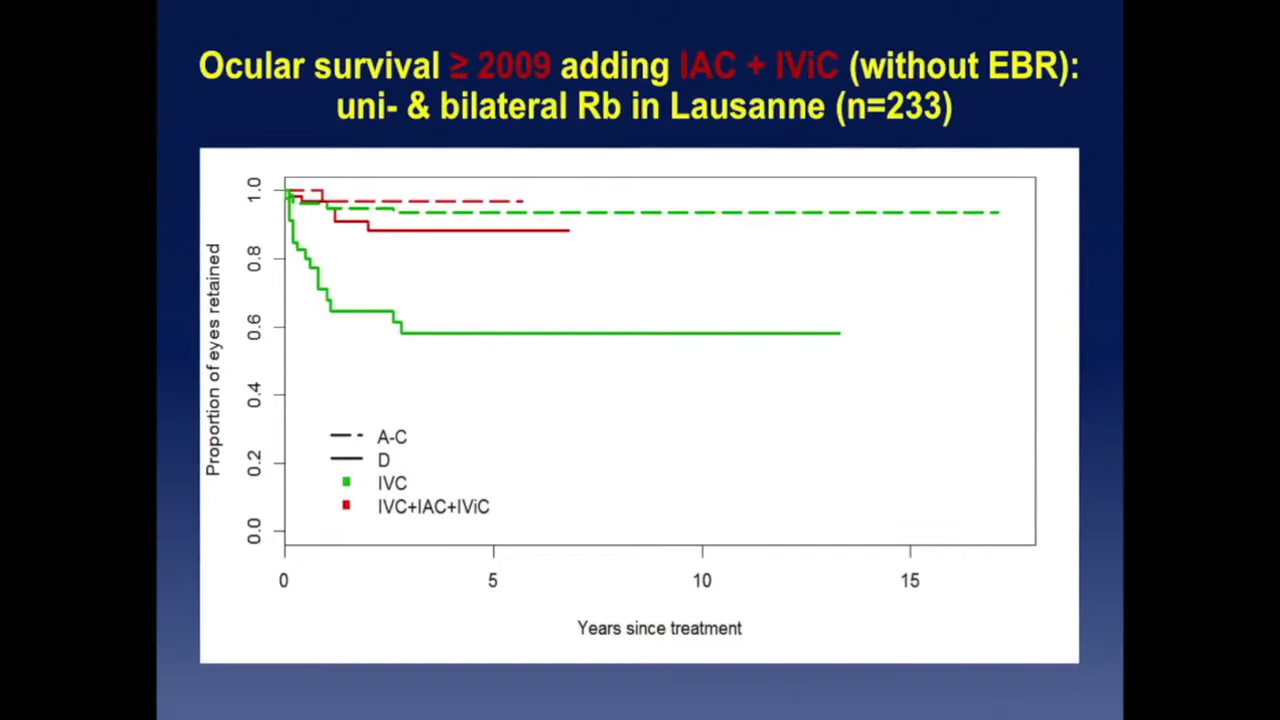 Ocular survival ≥ 2009 adding IAC + IViC (without EBR):
uni- & bilateral Rb in Lausanne (n=233)
Proportion of eyes retained
1.0
0.8
0.6
0.4
0.2
0.0
A-C
D
IVC
IVC+IAC+IViC
0 5 10 15
Years since treatment